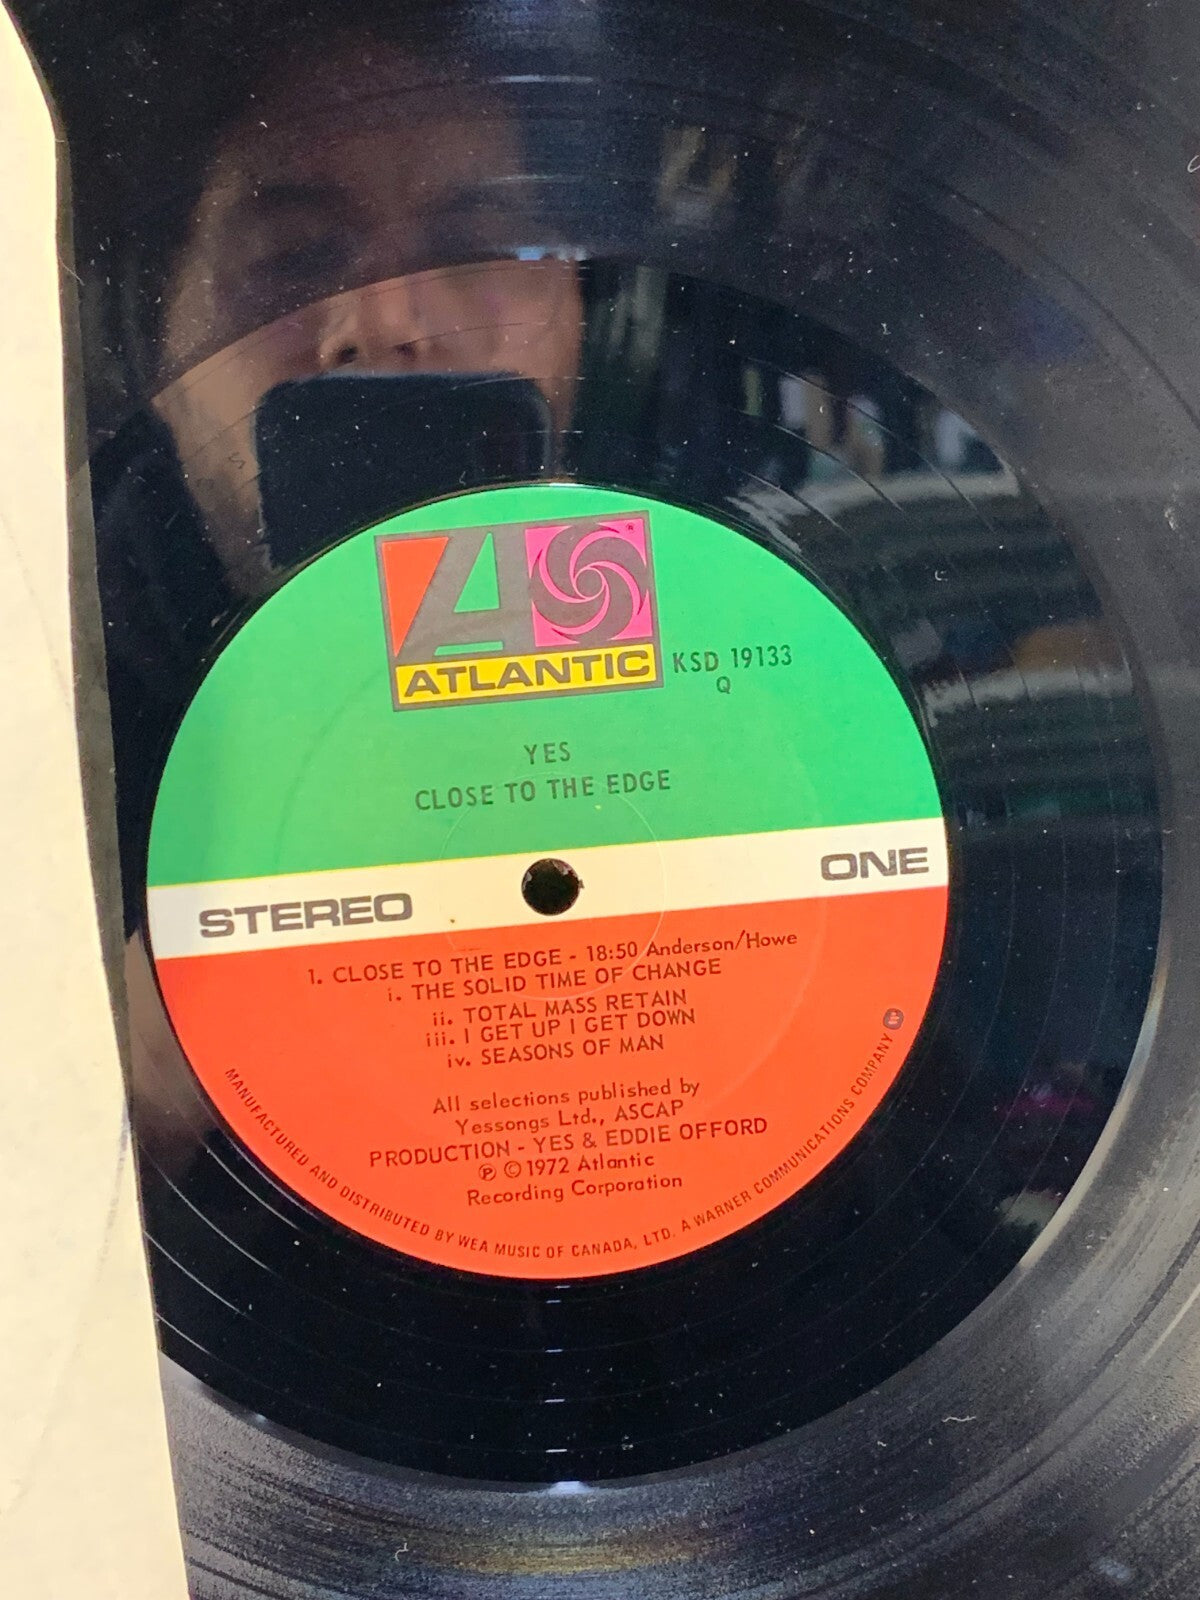 ATLANTIC
KSD 19133
Q
YES
CLOSE TO THE EDGE
STEREO
ONE
1. CLOSE TO THE EDGE - 18:50 Anderson/Howe
i. THE SOLID TIME OF CHANGE
ii. TOTAL MASS RETAIN
iii. I GET UP I GET DOWN
iv. SEASONS OF MAN
All selections published by
Yessongs Ltd., ASCAP
PRODUCTION - YES & EDDIE OFFORD
℗ © 1972 Atlantic
Recording Corporation
MANUFACTURED AND DISTRIBUTED BY WEA MUSIC OF CANADA, LTD. A WARNER COMMUNICATIONS COMPANY